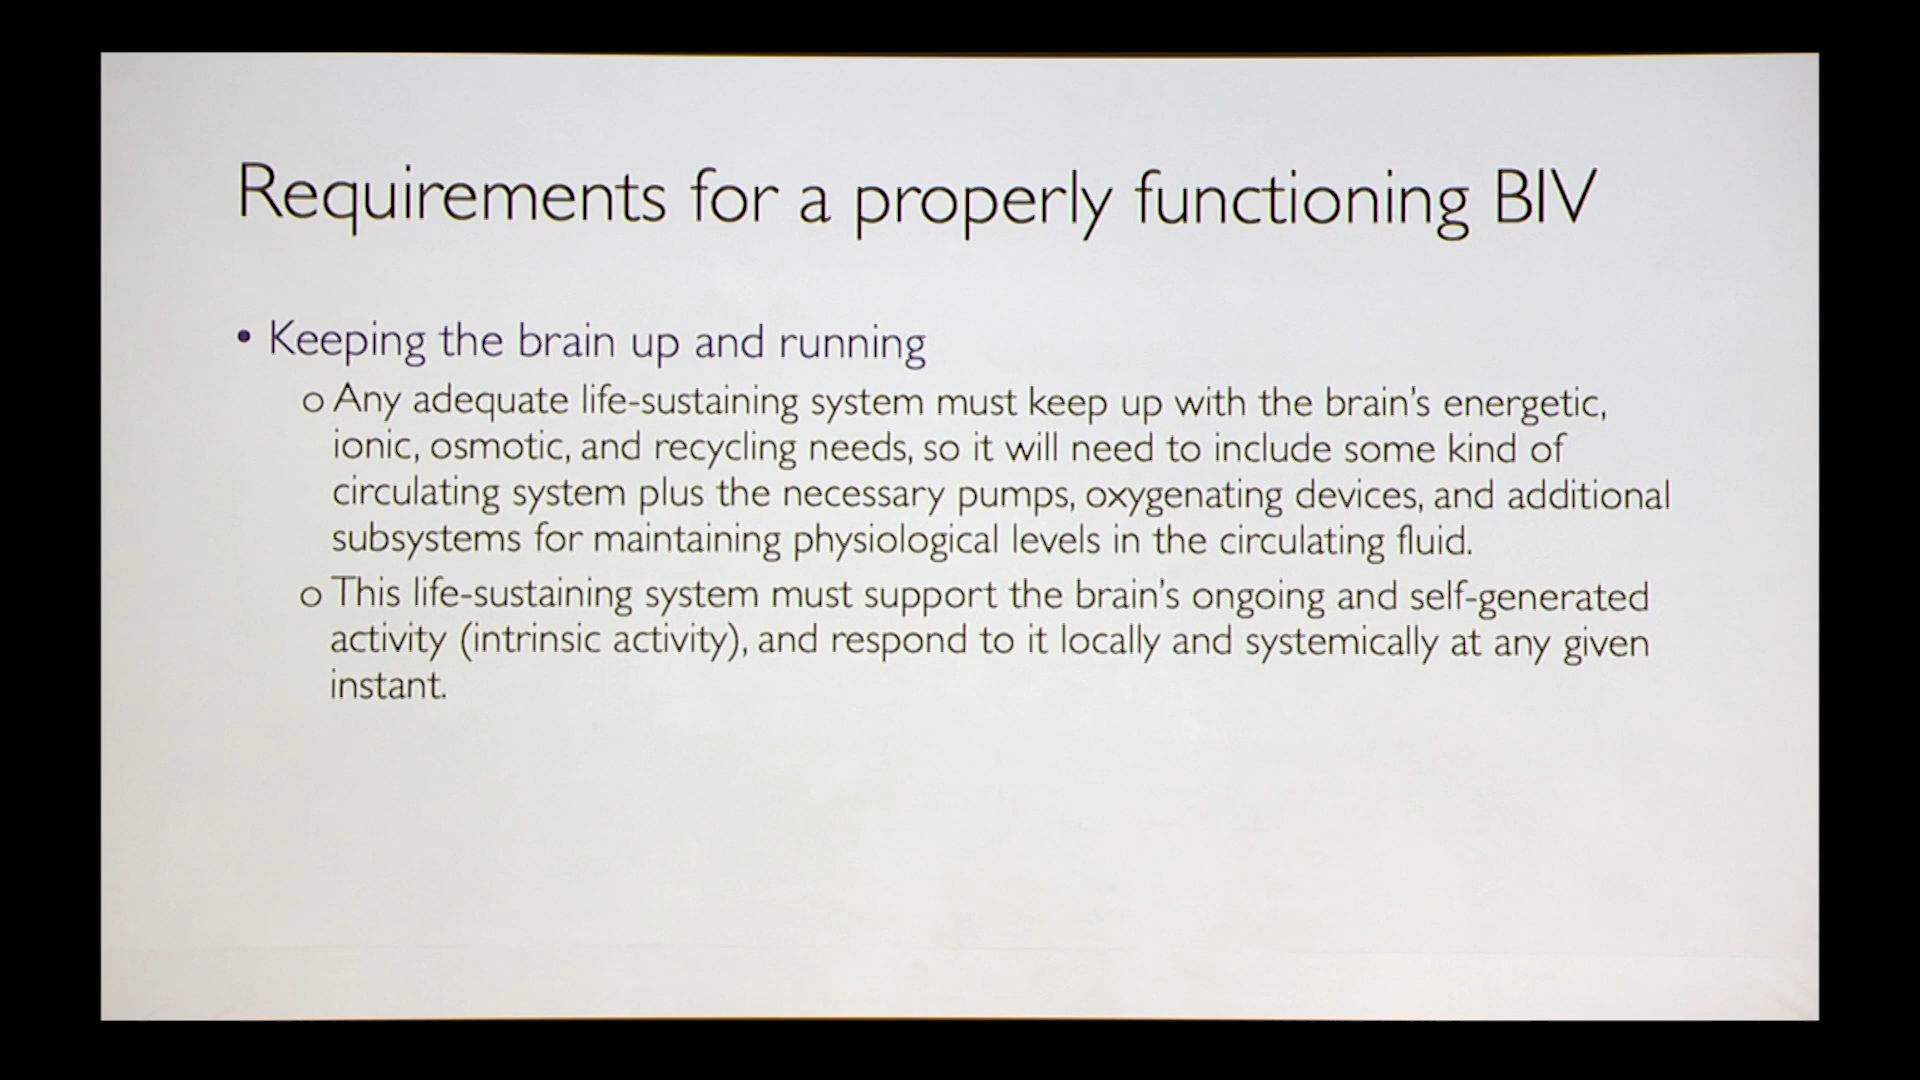 Requirements for a properly functioning BIV
• Keeping the brain up and running
o Any adequate life-sustaining system must keep up with the brain's energetic,
ionic, osmotic, and recycling needs, so it will need to include some kind of
circulating system plus the necessary pumps, oxygenating devices, and additional
subsystems for maintaining physiological levels in the circulating fluid.
o This life-sustaining system must support the brain's ongoing and self-generated
activity (intrinsic activity), and respond to it locally and systemically at any given
instant.